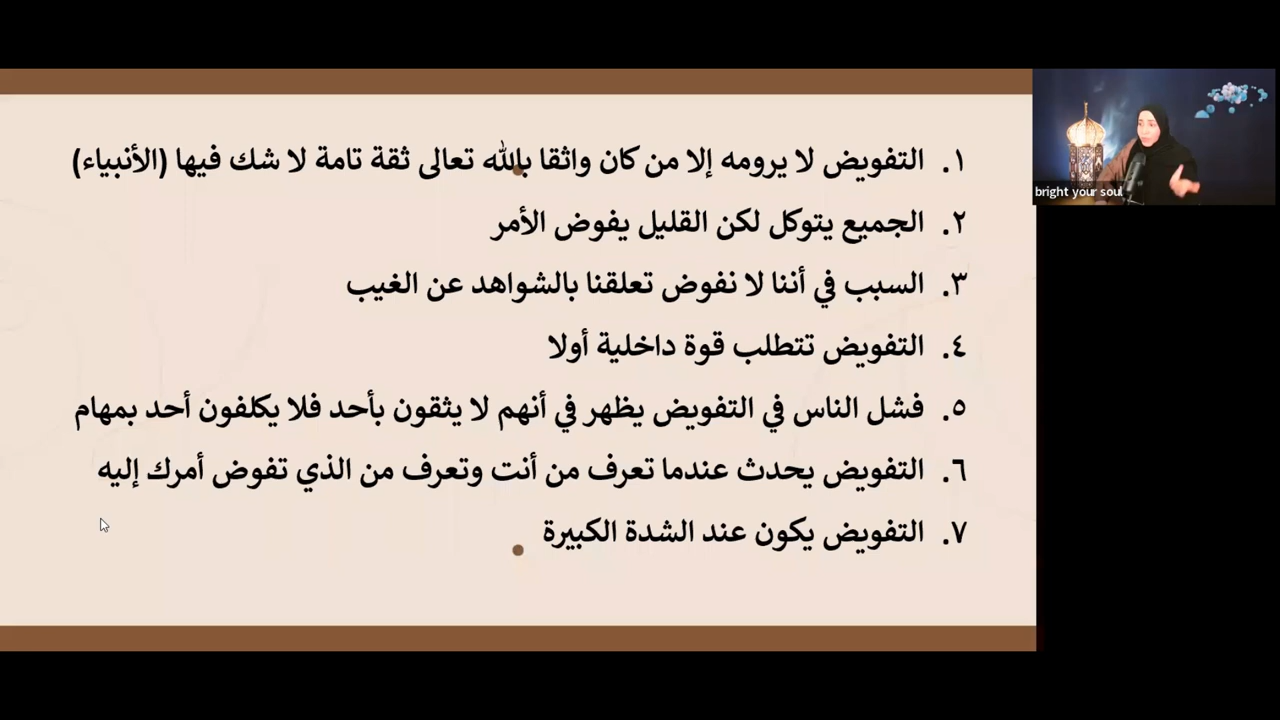 ١. التفويض لا يرومه إلا من كان واثقا بالله تعالى ثقة تامة لا شك فيها (الأنبياء)
٢. الجميع يتوكل لكن القليل يفوض الأمر
٣. السبب في أننا لا نفوض تعلقنا بالشواهد عن الغيب
٤. التفويض تتطلب قوة داخلية أولا
٥. فشل الناس في التفويض يظهر في أنهم لا يثقون بأحد فلا يكلفون أحد بمهام
٦. التفويض يحدث عندما تعرف من أنت وتعرف من الذي تفوض أمرك إليه
٧. التفويض يكون عند الشدة الكبيرة
bright your soul